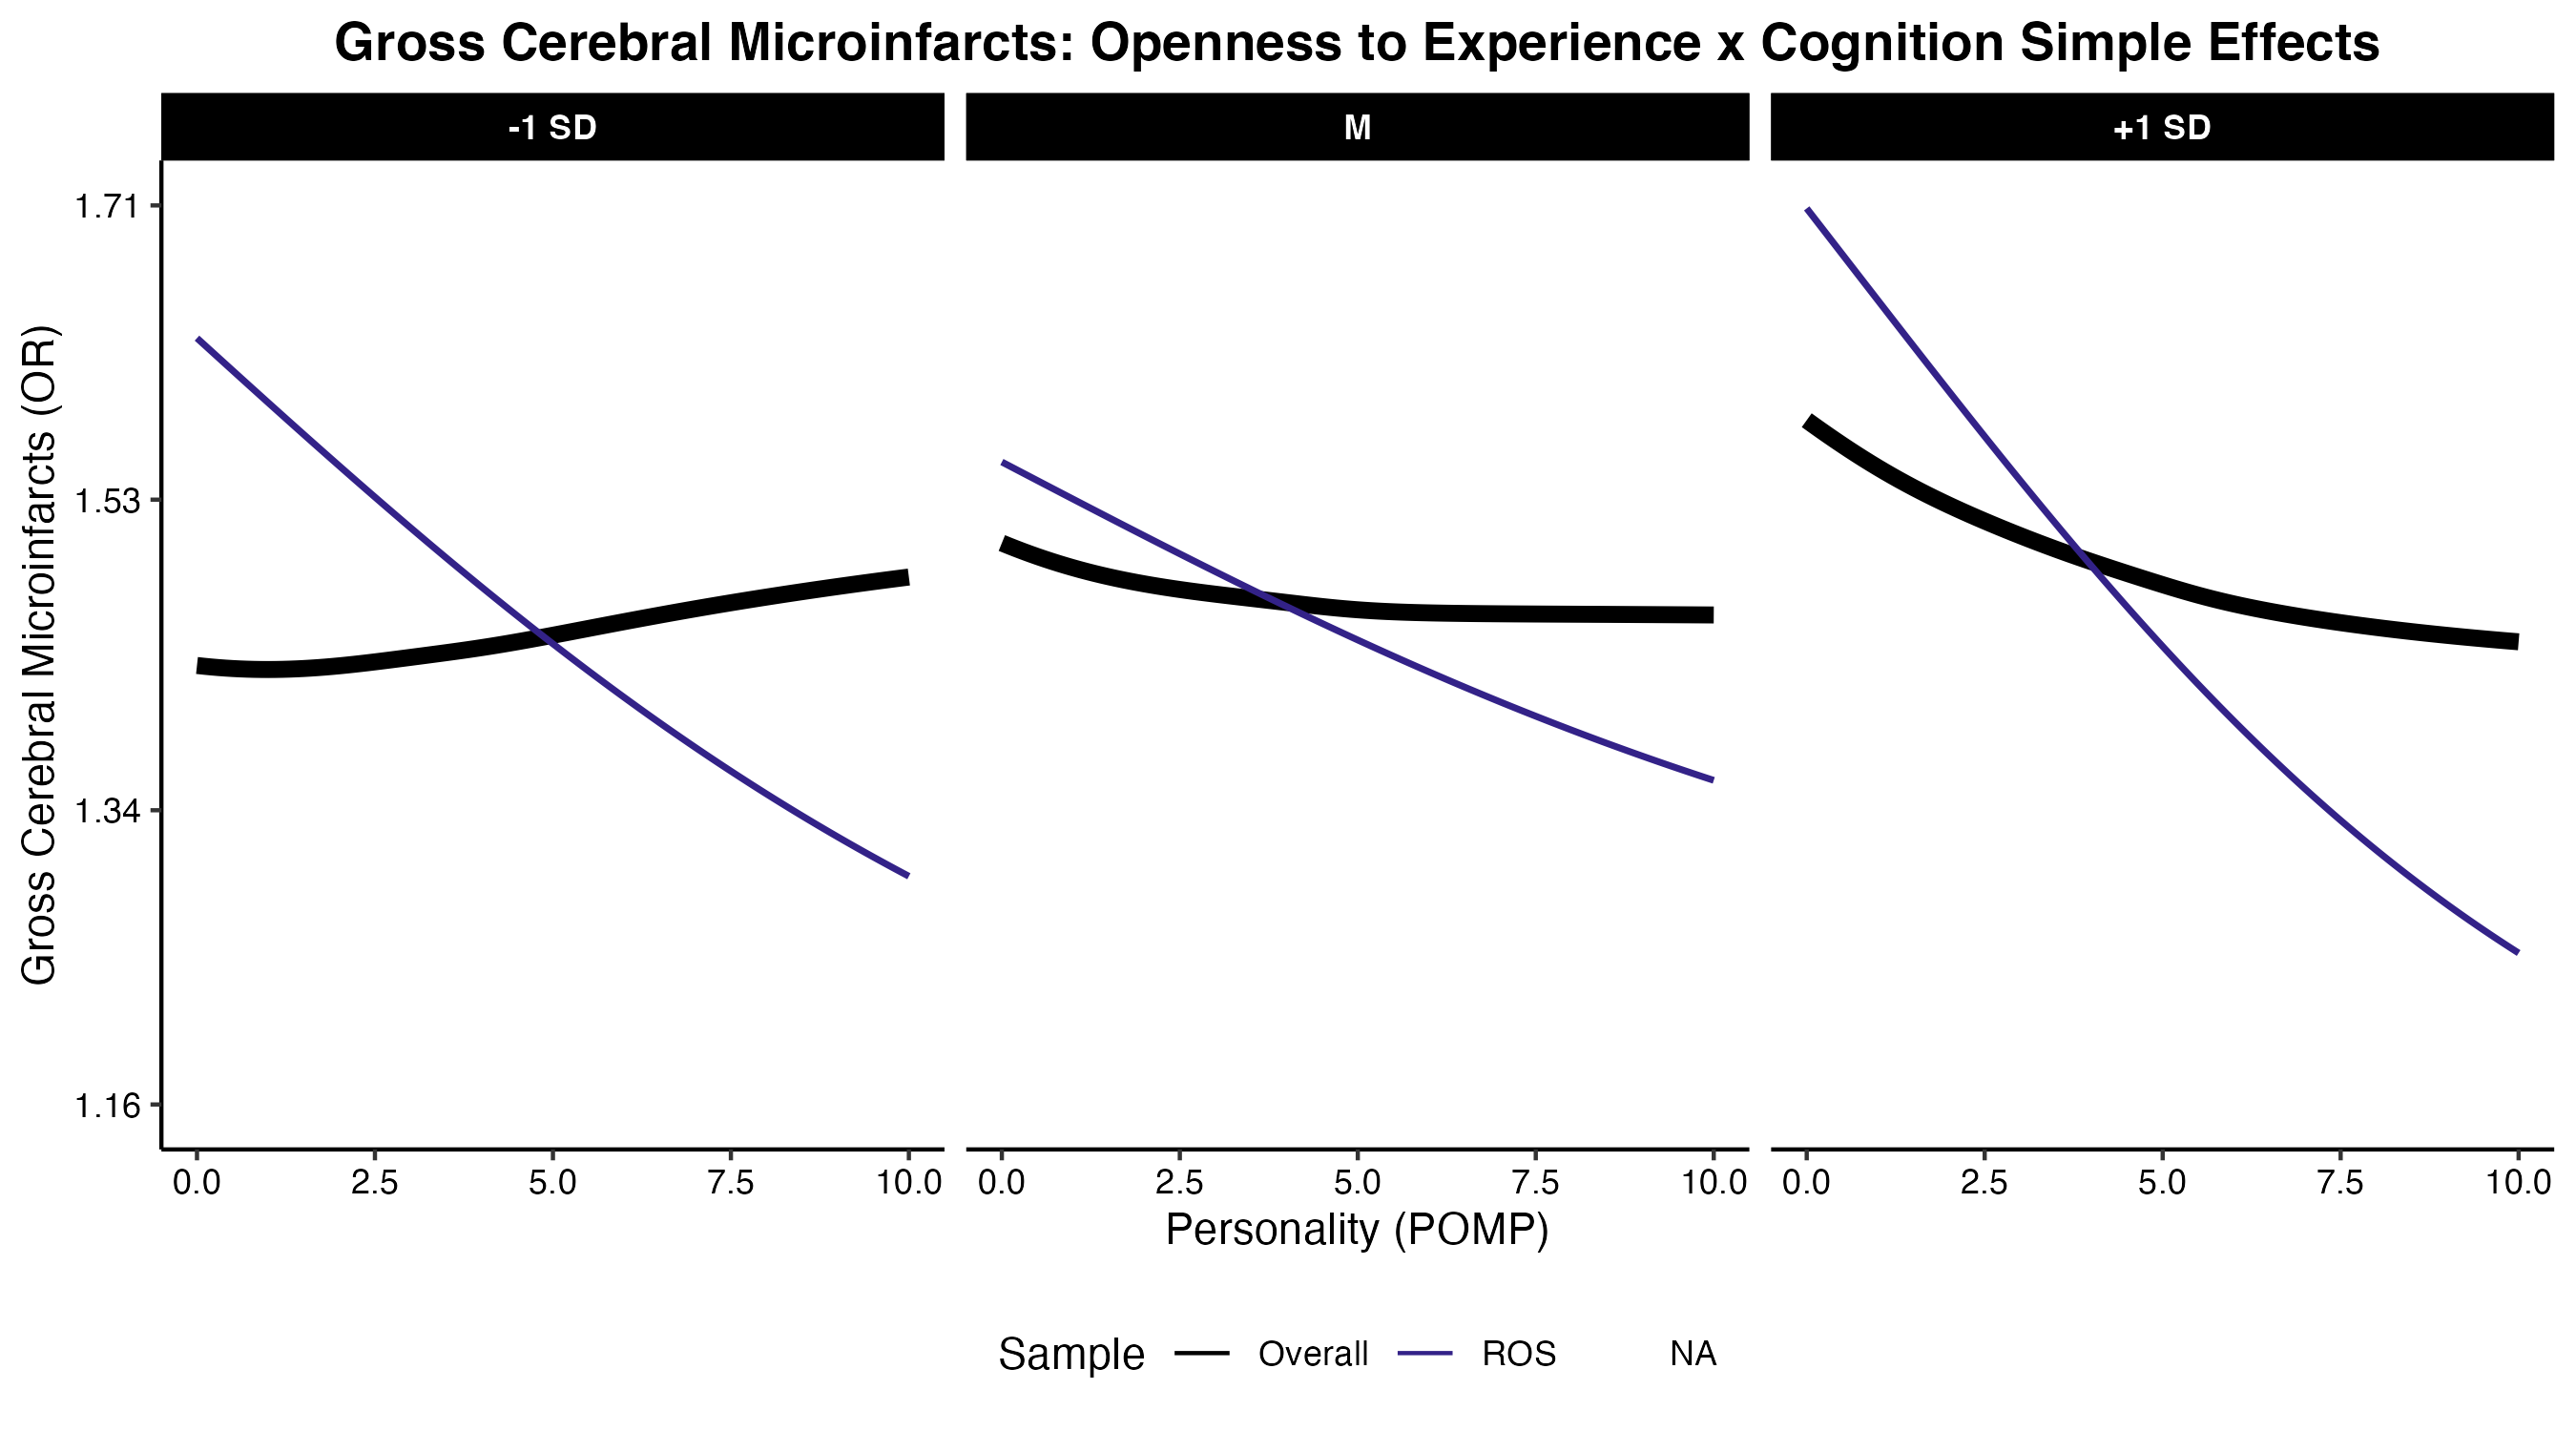 Gross Cerebral Microinfarcts: Openness to Experience x Cognition Simple Effects
-1 SD M +1 SD
Gross Cerebral Microinfarcts (OR)
1.71
1.53
1.34
1.16
0.0 2.5 5.0 7.5 10.0 0.0 2.5 5.0 7.5 10.0 0.0 2.5 5.0 7.5 10.0
Personality (POMP)
Sample Overall ROS NA